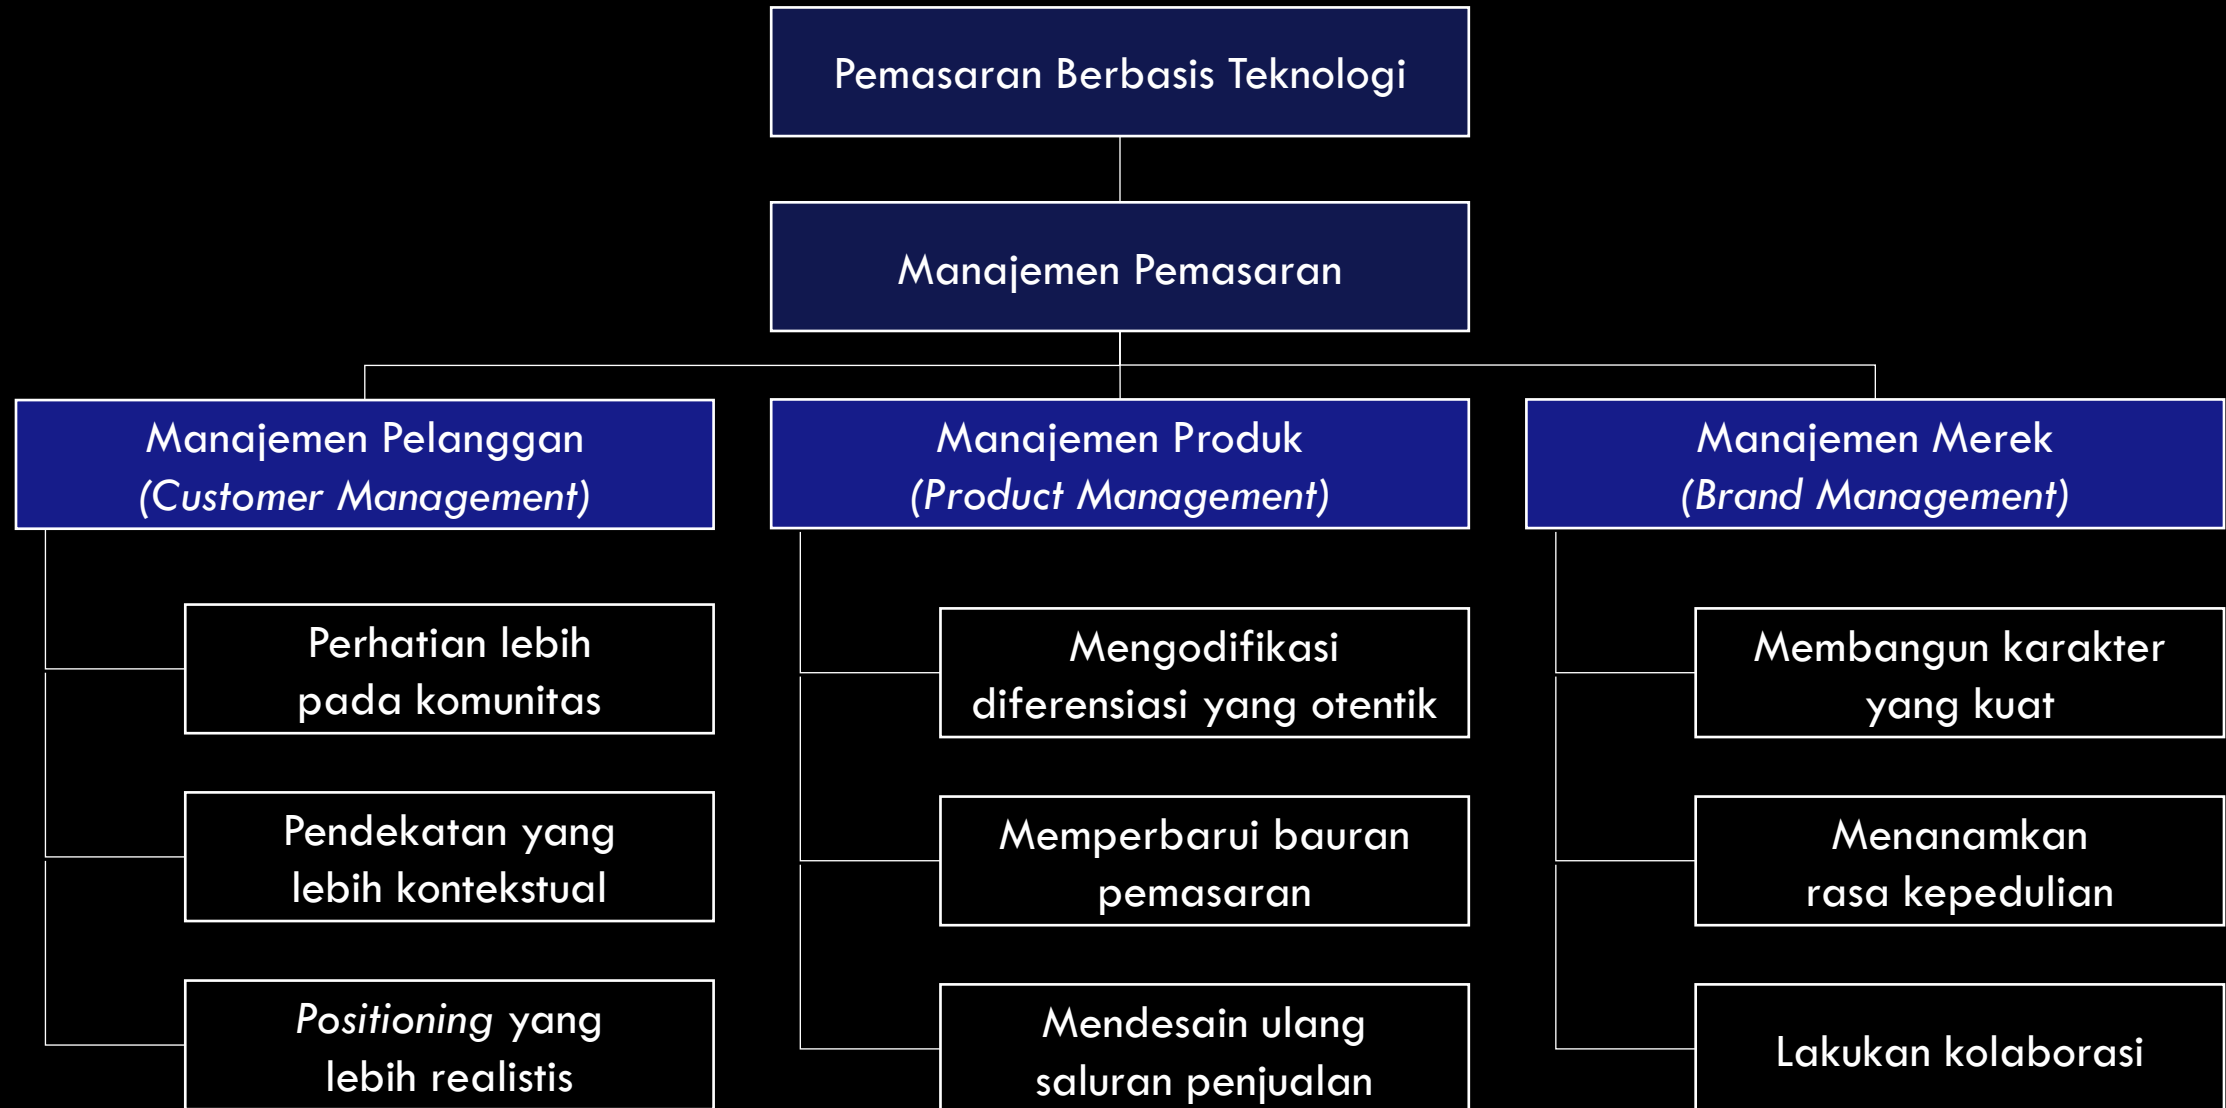 Pemasaran Berbasis Teknologi
Manajemen Pemasaran
Manajemen Pelanggan
(Customer Management)
Perhatian lebih
pada komunitas
Pendekatan yang
lebih kontekstual
Positioning yang
lebih realistis
Manajemen Produk
(Product Management)
Mengodifikasi
diferensiasi yang otentik
Memperbarui bauran
pemasaran
Mendesain ulang
saluran penjualan
Manajemen Merek
(Brand Management)
Membangun karakter
yang kuat
Menanamkan
rasa kepedulian
Lakukan kolaborasi